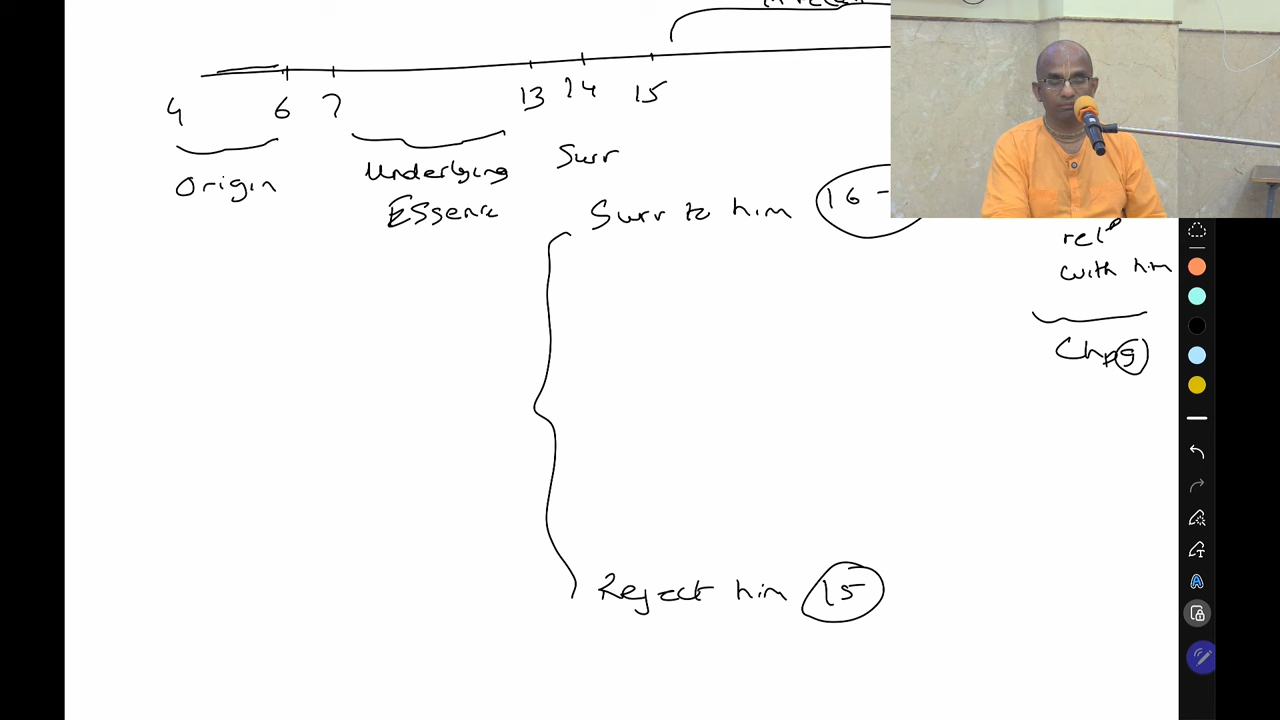 4 6 7 13 14 15
Origin
Underlying
Essence
Surr
Surr to him 16 -
rel
with him
Chp 9
Reject him 15